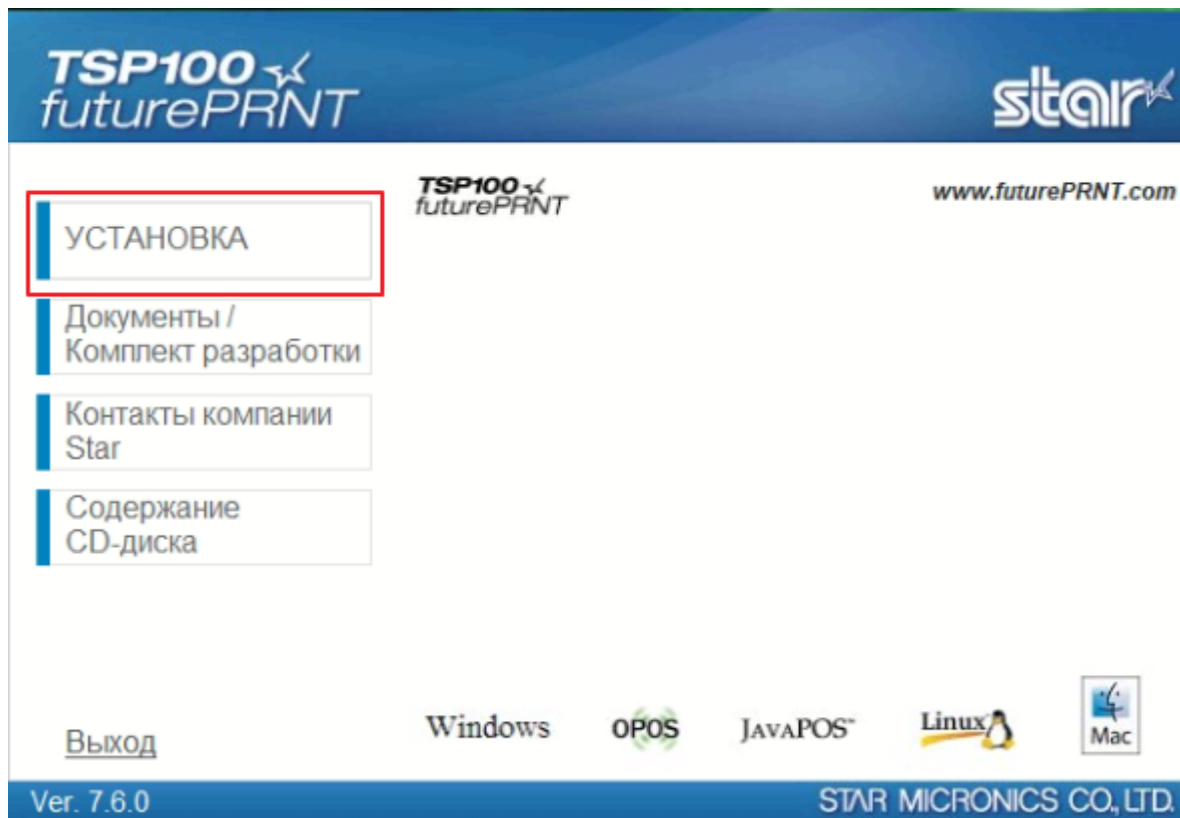 TSP100
futurePRNT
star
TSP100
futurePRNT
www.futurePRNT.com
УСТАНОВКА
Документы /
Комплект разработки
Контакты компании
Star
Содержание
CD-диска
Выход
Windows
OPOS
JAVAPOS™
Linux
Mac
Ver. 7.6.0
STAR MICRONICS CO., LTD.